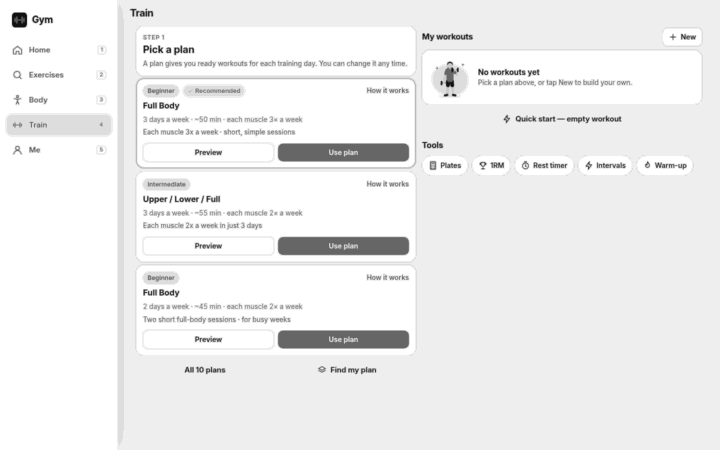 Gym
Home 1
Exercises 2
Body 3
Train 4
Me 5
Train
STEP 1
Pick a plan
A plan gives you ready workouts for each training day. You can change it any time.
Beginner ✓ Recommended How it works
Full Body
3 days a week · ~50 min · each muscle 3× a week
Each muscle 3x a week · short, simple sessions
Preview Use plan
Intermediate How it works
Upper / Lower / Full
3 days a week · ~55 min · each muscle 2× a week
Each muscle 2x a week in just 3 days
Preview Use plan
Beginner How it works
Full Body
2 days a week · ~45 min · each muscle 2× a week
Two short full-body sessions · for busy weeks
Preview Use plan
All 10 plans Find my plan
My workouts + New
No workouts yet
Pick a plan above, or tap New to build your own.
Quick start — empty workout
Tools
Plates 1RM Rest timer Intervals Warm-up